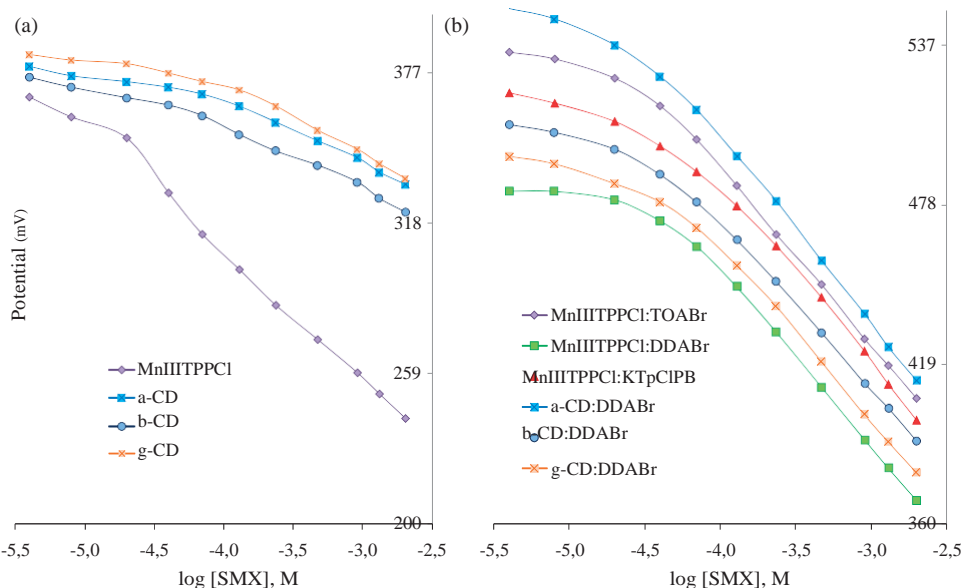 (a)
377
318
259
200
Potential (mV)
MnIIITPPCl
a-CD
b-CD
g-CD
-5,5 -5,0 -4,5 -4,0 -3,5 -3,0 -2,5
log [SMX], M
(b)
537
478
419
360
MnIIITPPCl:TOABr
MnIIITPPCl:DDABr
MnIIITPPCl:KTpClPB
a-CD:DDABr
b-CD:DDABr
g-CD:DDABr
-5,5 -5,0 -4,5 -4,0 -3,5 -3,0 -2,5
log [SMX], M